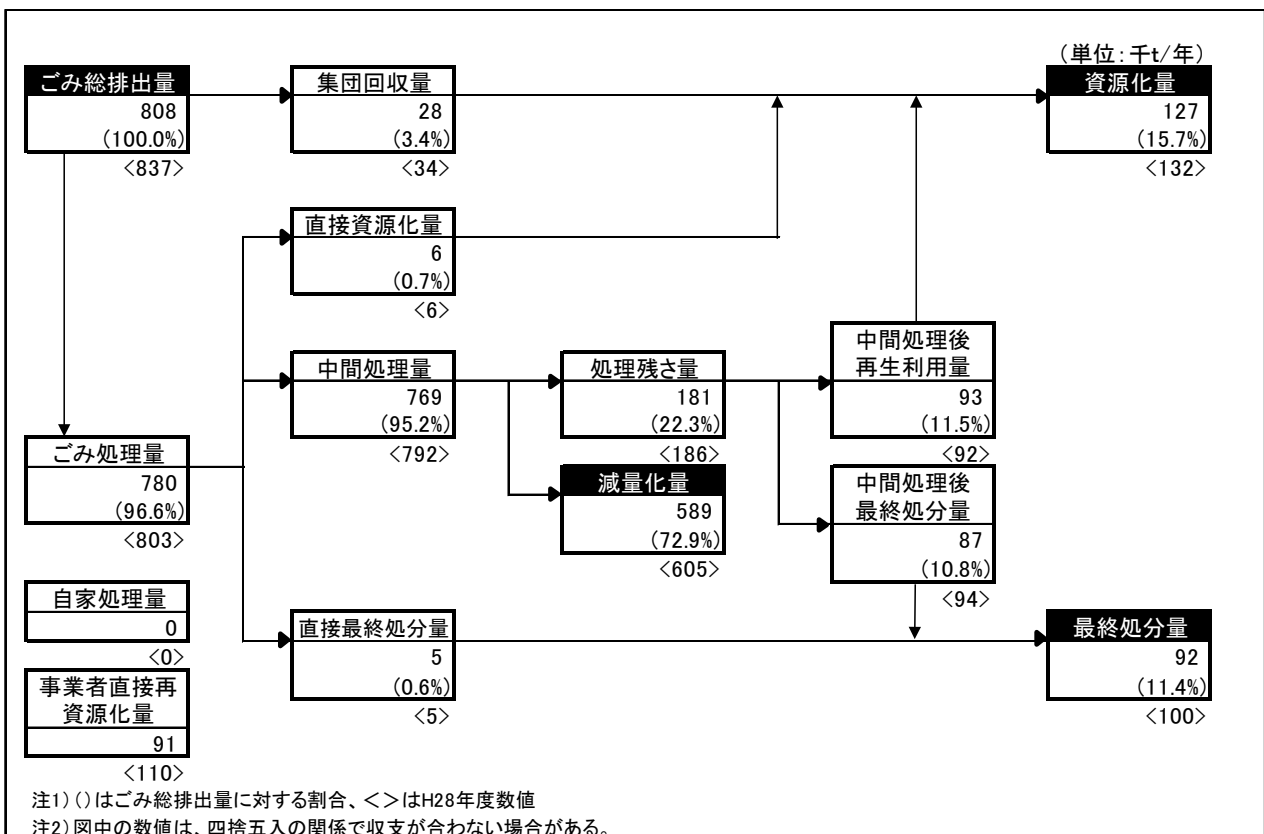 (単位:千t/年)
ごみ総排出量
808
(100.0%)
<837>
集団回収量
28
(3.4%)
<34>
資源化量
127
(15.7%)
<132>
直接資源化量
6
(0.7%)
<6>
中間処理量
769
(95.2%)
<792>
処理残さ量
181
(22.3%)
<186>
中間処理後
再生利用量
93
(11.5%)
<92>
減量化量
589
(72.9%)
<605>
中間処理後
最終処分量
87
(10.8%)
<94>
ごみ処理量
780
(96.6%)
<803>
自家処理量
0
<0>
直接最終処分量
5
(0.6%)
<5>
最終処分量
92
(11.4%)
<100>
事業者直接再
資源化量
91
<110>
注1)()はごみ総排出量に対する割合、<>はH28年度数値
注2)図中の数値は、四捨五入の関係で収支が合わない場合がある。